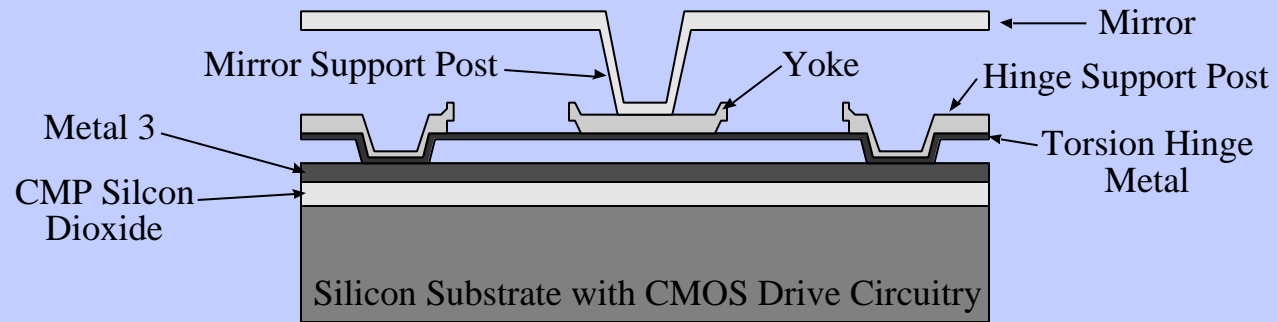 Mirror
Mirror Support Post
Yoke
Hinge Support Post
Metal 3
Torsion Hinge
Metal
CMP Silcon
Dioxide
Silicon Substrate with CMOS Drive Circuitry